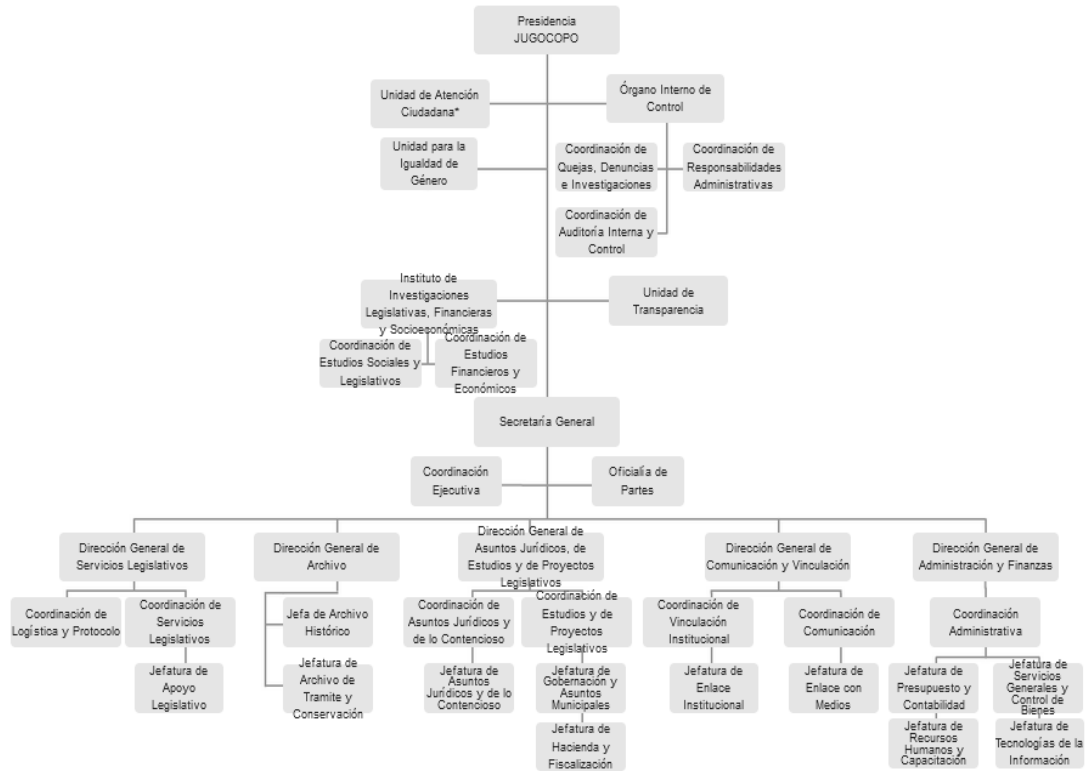 Presidencia
JUGOCOPO
Unidad de Atención
Ciudadana*
Órgano Interno de
Control
Unidad para la
Igualdad de
Género
Coordinación de
Quejas, Denuncias
e Investigaciones
Coordinación de
Responsabilidades
Administrativas
Coordinación de
Auditoría Interna y
Control
Instituto de
Investigaciones
Legislativas, Financieras
y Socioeconómicas
Unidad de
Transparencia
Coordinación de
Estudios Sociales y
Legislativos
Coordinación de
Estudios
Financieros y
Económicos
Secretaría General
Coordinación
Ejecutiva
Oficialía de
Partes
Dirección General de
Servicios Legislativos
Dirección General de
Archivo
Dirección General de
Asuntos Jurídicos, de
Estudios y de Proyectos
Legislativos
Dirección General de
Comunicación y Vinculación
Dirección General de
Administración y Finanzas
Coordinación de
Logística y Protocolo
Coordinación de
Servicios
Legislativos
Jefa de Archivo
Histórico
Coordinación de
Asuntos Jurídicos y
de lo Contencioso
Coordinación de
Estudios y de
Proyectos
Legislativos
Coordinación de
Vinculación
Institucional
Coordinación de
Comunicación
Coordinación
Administrativa
Jefatura de
Apoyo
Legislativo
Jefatura de
Archivo de
Tramite y
Conservación
Jefatura de
Asuntos
Jurídicos y de lo
Contencioso
Jefatura de
Gobernación y
Asuntos
Municipales
Jefatura de
Enlace
Institucional
Jefatura de
Enlace con
Medios
Jefatura de
Presupuesto y
Contabilidad
Jefatura de
Servicios
Generales y
Control de
Bienes
Jefatura de
Hacienda y
Fiscalización
Jefatura de
Recursos
Humanos y
Capacitación
Jefatura de
Tecnologías de la
Información